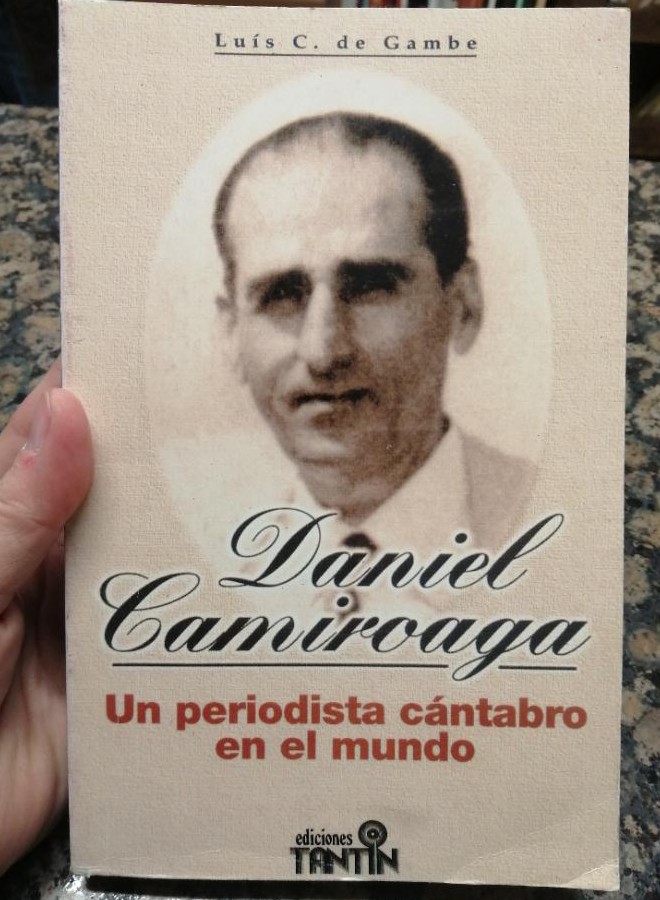 Luís C. de Gambe
Daniel
Camiroaga
Un periodista cántabro
en el mundo
ediciones
TANTIN